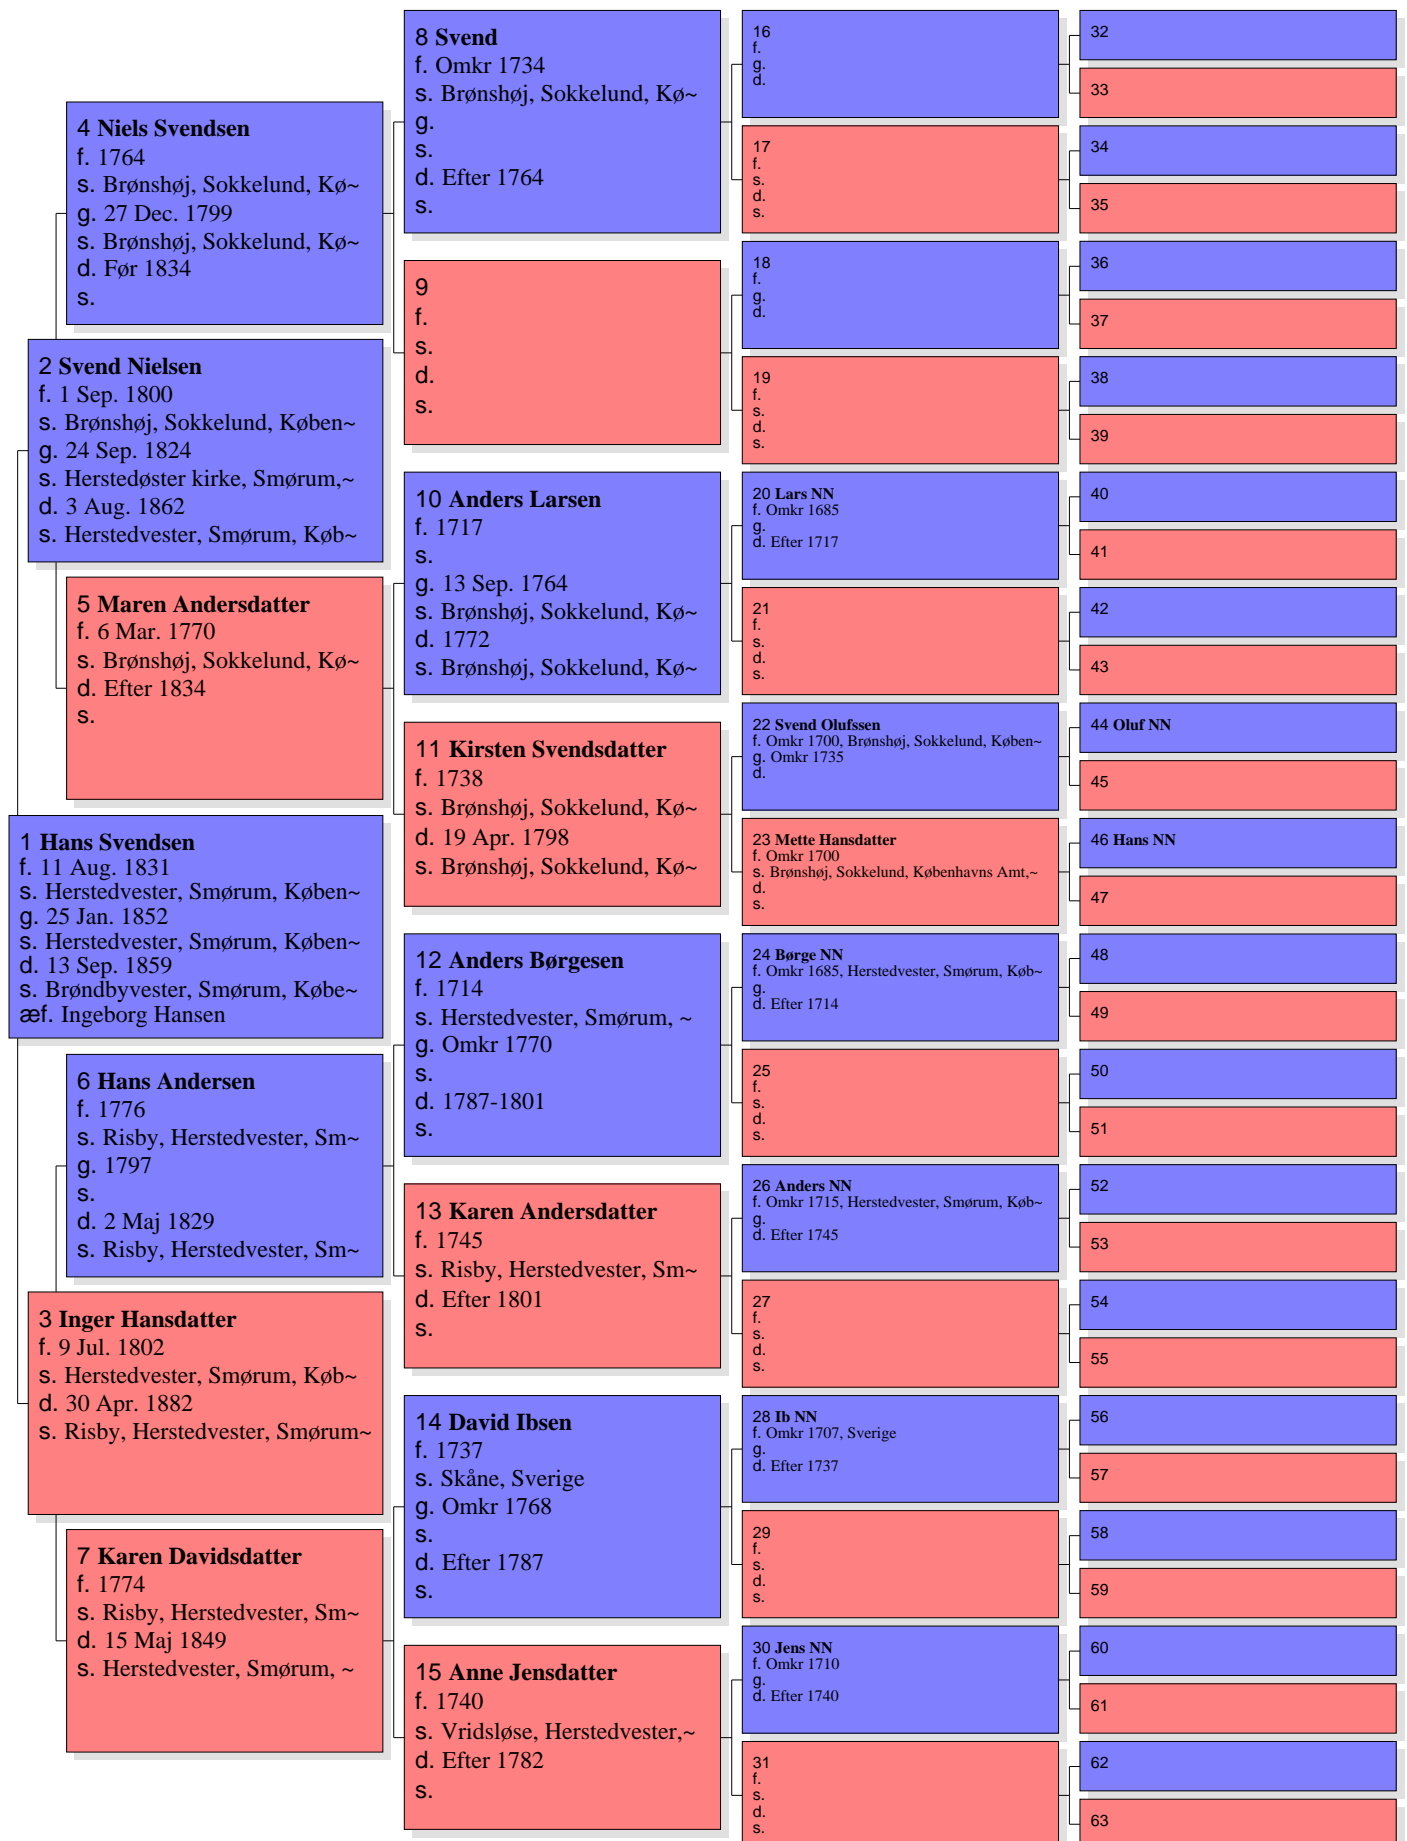 1 Hans Svendsen
f. 11 Aug. 1831
s. Herstedvester, Smørum, Køben~
g. 25 Jan. 1852
s. Herstedvester, Smørum, Køben~
d. 13 Sep. 1859
s. Brøndbyvester, Smørum, Købe~
æf. Ingeborg Hansen
2 Svend Nielsen
f. 1 Sep. 1800
s. Brønshøj, Sokkelund, Køben~
g. 24 Sep. 1824
s. Herstedøster kirke, Smørum,~
d. 3 Aug. 1862
s. Herstedvester, Smørum, Køb~
3 Inger Hansdatter
f. 9 Jul. 1802
s. Herstedvester, Smørum, Køb~
d. 30 Apr. 1882
s. Risby, Herstedvester, Smørum~
4 Niels Svendsen
f. 1764
s. Brønshøj, Sokkelund, Kø~
g. 27 Dec. 1799
s. Brønshøj, Sokkelund, Kø~
d. Før 1834
s.
5 Maren Andersdatter
f. 6 Mar. 1770
s. Brønshøj, Sokkelund, Kø~
d. Efter 1834
s.
6 Hans Andersen
f. 1776
s. Risby, Herstedvester, Sm~
g. 1797
s.
d. 2 Maj 1829
s. Risby, Herstedvester, Sm~
7 Karen Davidsdatter
f. 1774
s. Risby, Herstedvester, Sm~
d. 15 Maj 1849
s. Herstedvester, Smørum, ~
8 Svend
f. Omkr 1734
s. Brønshøj, Sokkelund, Kø~
g.
s.
d. Efter 1764
s.
9
f.
s.
d.
s.
10 Anders Larsen
f. 1717
s.
g. 13 Sep. 1764
s. Brønshøj, Sokkelund, Kø~
d. 1772
s. Brønshøj, Sokkelund, Kø~
11 Kirsten Svendsdatter
f. 1738
s. Brønshøj, Sokkelund, Kø~
d. 19 Apr. 1798
s. Brønshøj, Sokkelund, Kø~
12 Anders Børgesen
f. 1714
s. Herstedvester, Smørum, ~
g. Omkr 1770
s.
d. 1787-1801
s.
13 Karen Andersdatter
f. 1745
s. Risby, Herstedvester, Sm~
d. Efter 1801
s.
14 David Ibsen
f. 1737
s. Skåne, Sverige
g. Omkr 1768
s.
d. Efter 1787
s.
15 Anne Jensdatter
f. 1740
s. Vridsløse, Herstedvester,~
d. Efter 1782
s.
16
f.
g.
d.
17
f.
s.
d.
s.
18
f.
g.
d.
19
f.
s.
d.
s.
20 Lars NN
f. Omkr 1685
g.
d. Efter 1717
21
f.
s.
d.
s.
22 Svend Olufssen
f. Omkr 1700, Brønshøj, Sokkelund, Køben~
g. Omkr 1735
d.
23 Mette Hansdatter
f. Omkr 1700
s. Brønshøj, Sokkelund, Københavns Amt,~
d.
s.
24 Børge NN
f. Omkr 1685, Herstedvester, Smørum, Køb~
g.
d. Efter 1714
25
f.
s.
d.
s.
26 Anders NN
f. Omkr 1715, Herstedvester, Smørum, Køb~
g.
d. Efter 1745
27
f.
s.
d.
s.
28 Ib NN
f. Omkr 1707, Sverige
g.
d. Efter 1737
29
f.
s.
d.
s.
30 Jens NN
f. Omkr 1710
g.
d. Efter 1740
31
f.
s.
d.
s.
32
33
34
35
36
37
38
39
40
41
42
43
44 Oluf NN
45
46 Hans NN
47
48
49
50
51
52
53
54
55
56
57
58
59
60
61
62
63